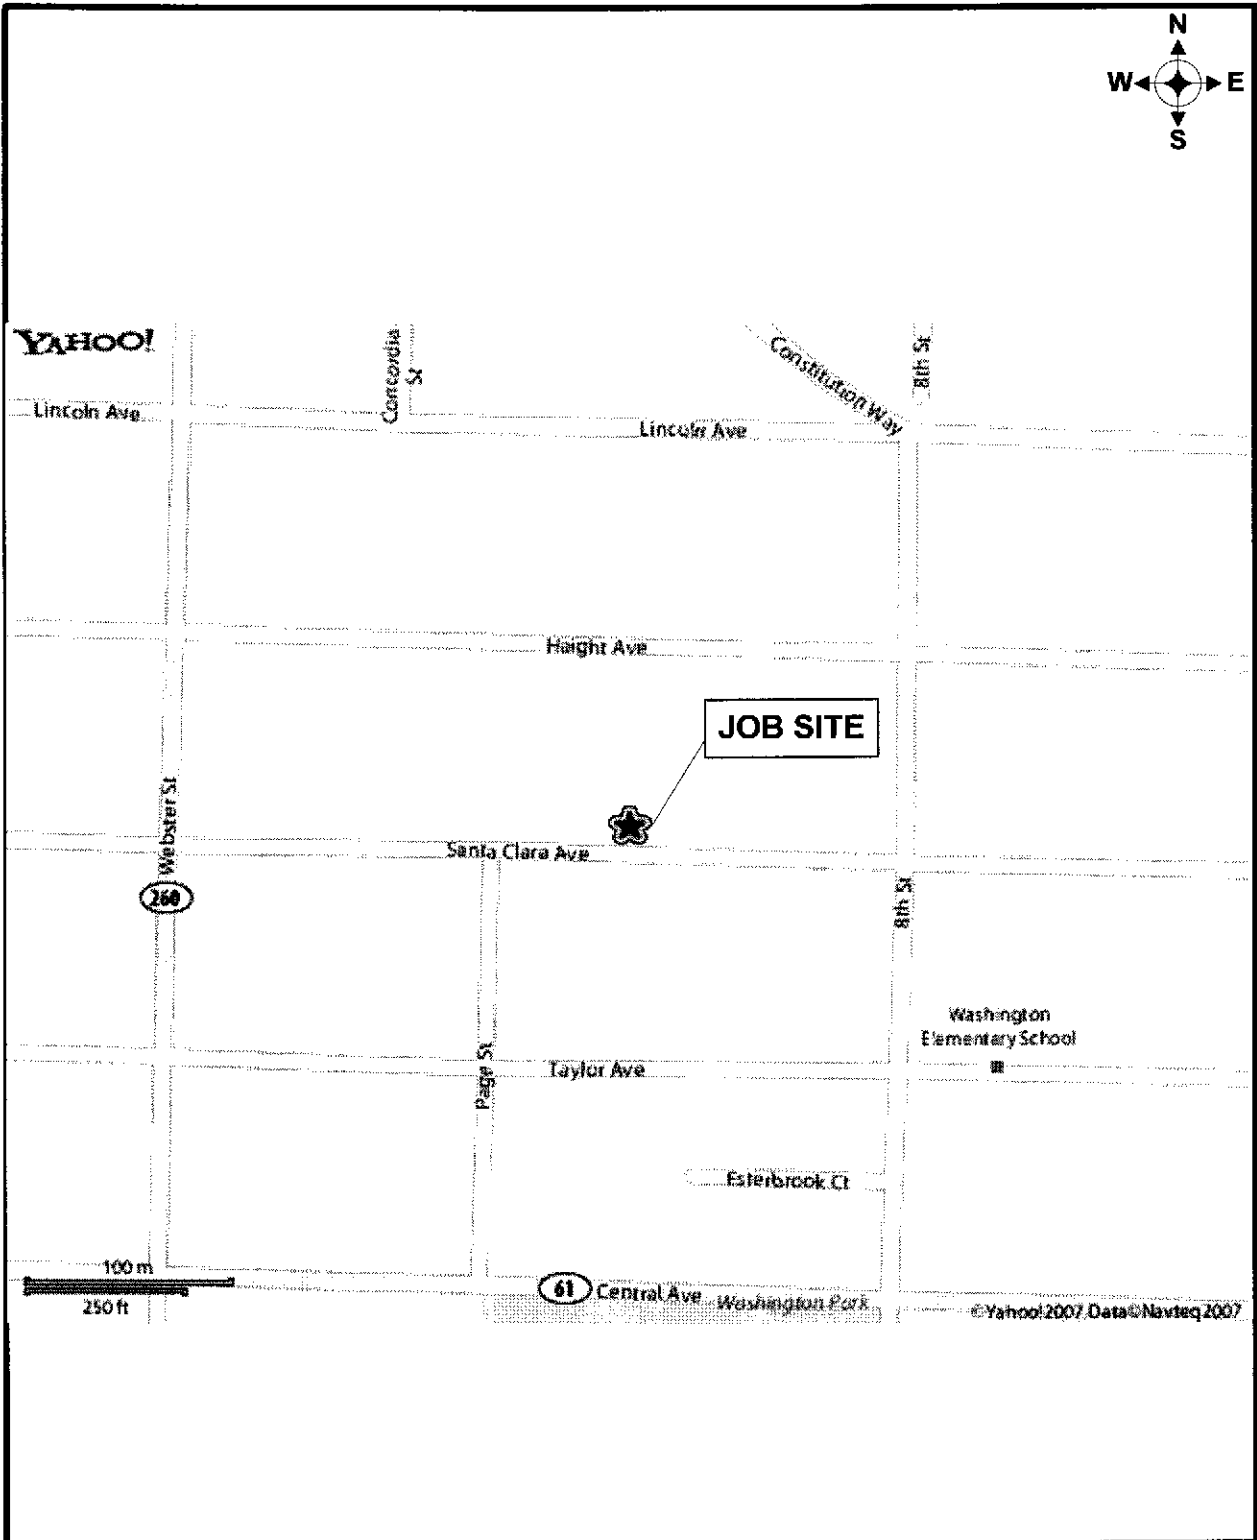 N
W E
S
YAHOO!
Concordia
St
Constitution Way
8th St
Lincoln Ave
Lincoln Ave
Haight Ave
JOB SITE
Webster St
Santa Clara Ave
260
8th St
Washington
Elementary School
Page St
Taylor Ave
Esterbrook Ct
100 m
250 ft
61 Central Ave
Washington Park
©Yahoo! 2007 Data©Navteq 2007